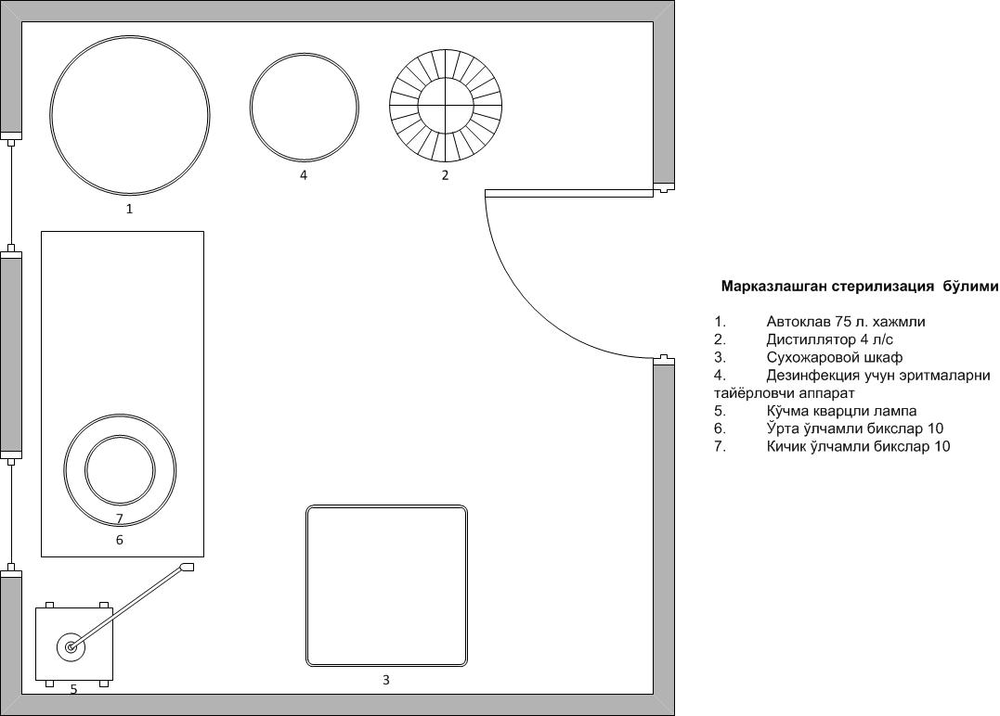 1
4
2
Марказлашган стерилизация бўлими
1. Автоклав 75 л. хажмли
2. Дистиллятор 4 л/с
3. Сухожаровой шкаф
4. Дезинфекция учун эритмаларни
тайёрловчи аппарат
5. Кўчма кварцли лампа
6. Ўрта ўлчамли бикслар 10
7. Кичик ўлчамли бикслар 10
7
6
5
3